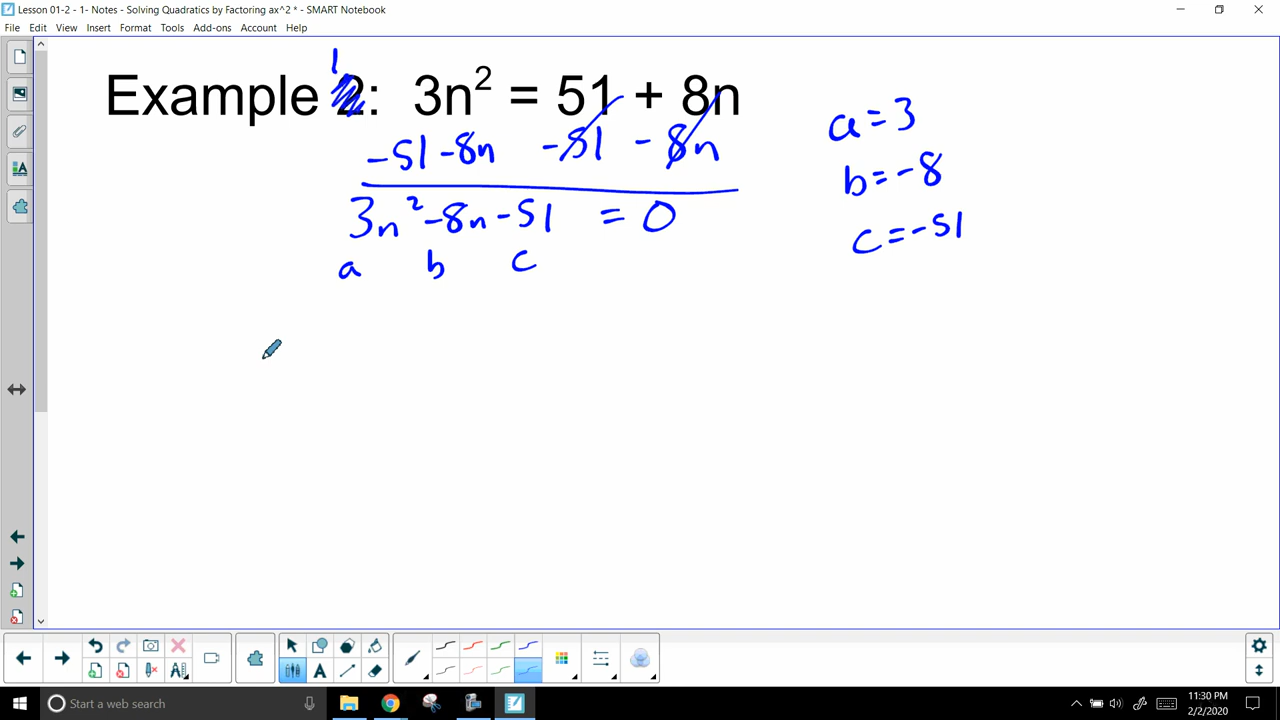 Lesson 01-2 - 1- Notes - Solving Quadratics by Factoring ax^2 * - SMART Notebook
File Edit View Insert Format Tools Add-ons Account Help
1
Example 2: 3n² = 51 + 8n
-51 -8n -51 - 8n
3n² -8n -51 = 0
a b c
a = 3
b = -8
c = -51
Start a web search
11:30 PM
2/2/2020